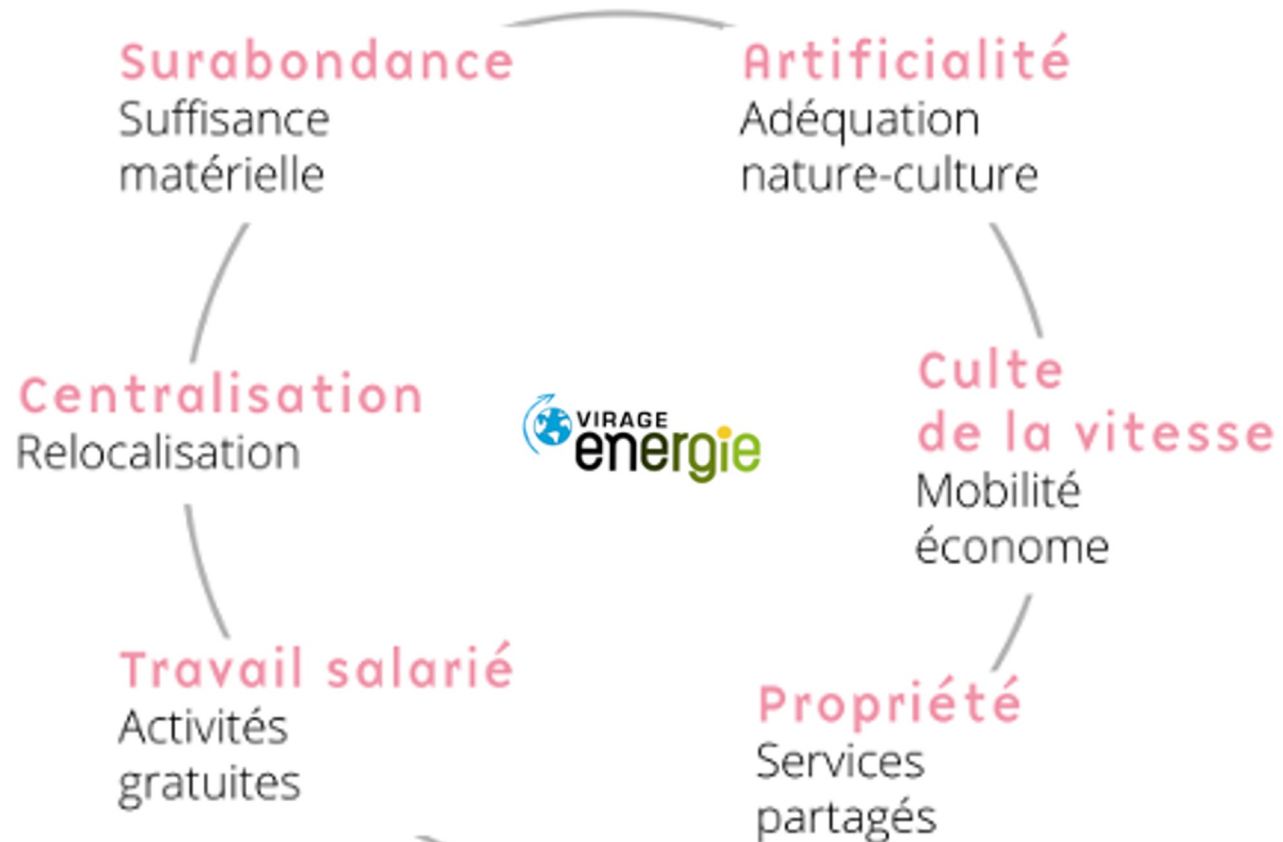 Surabondance
Suffisance
matérielle
Artificialité
Adéquation
nature-culture
Centralisation
Relocalisation
VIRAGE
energie
Culte
de la vitesse
Mobilité
économe
Travail salarié
Activités
gratuites
Propriété
Services
partagés